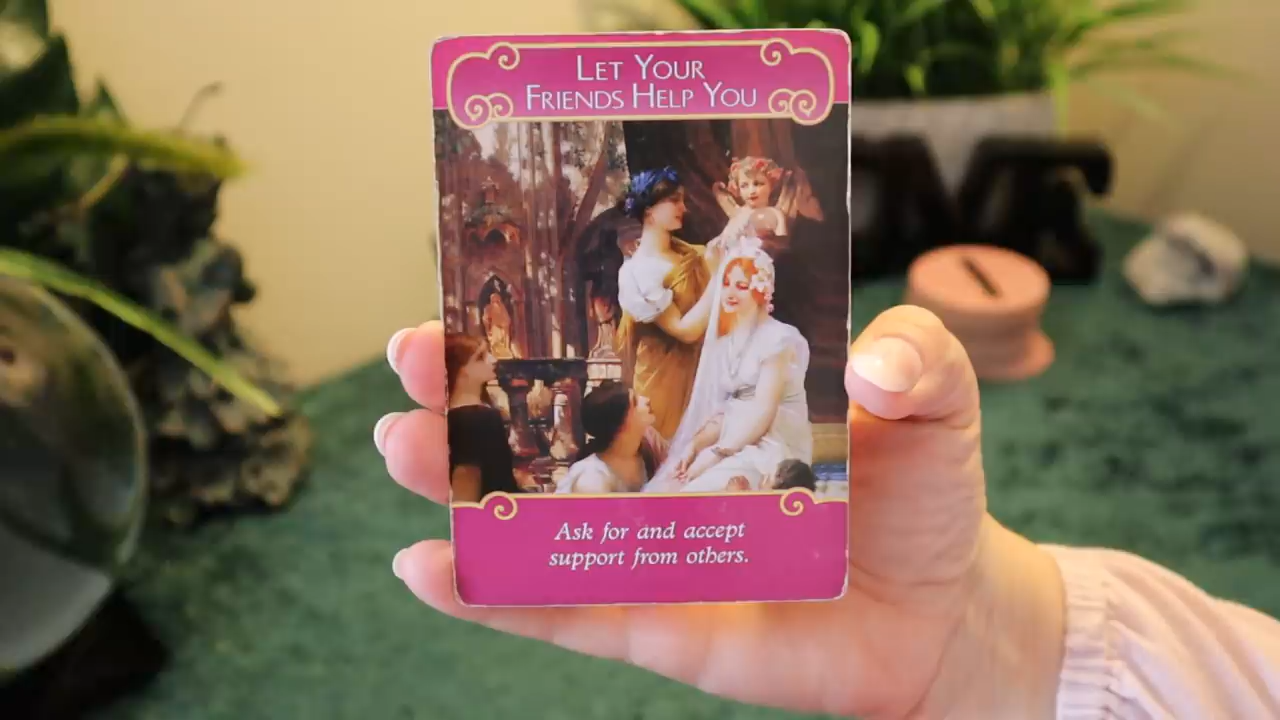 LET YOUR
FRIENDS HELP YOU
Ask for and accept
support from others.